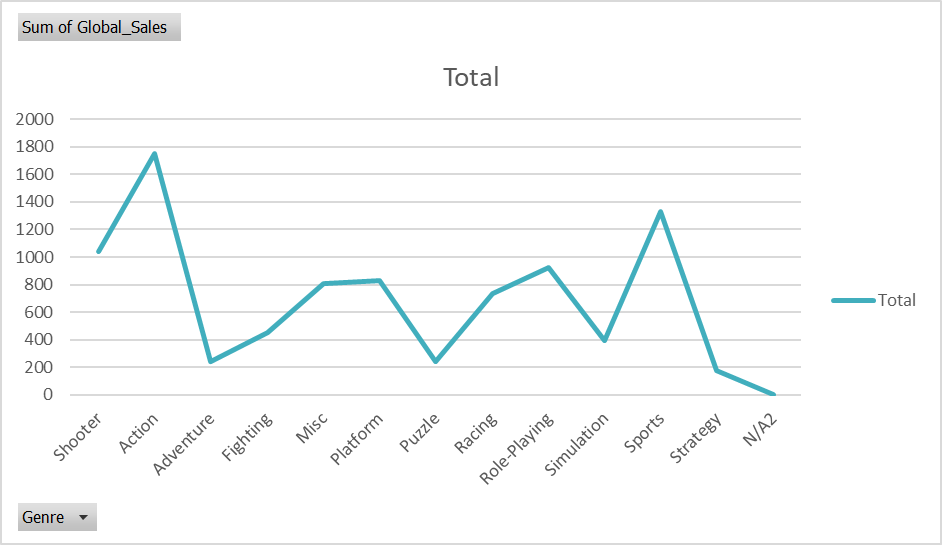 Sum of Global_Sales
Total
2000
1800
1600
1400
1200
1000
800
600
400
200
0
Shooter
Action
Adventure
Fighting
Misc
Platform
Puzzle
Racing
Role-Playing
Simulation
Sports
Strategy
N/A2
Total
Genre